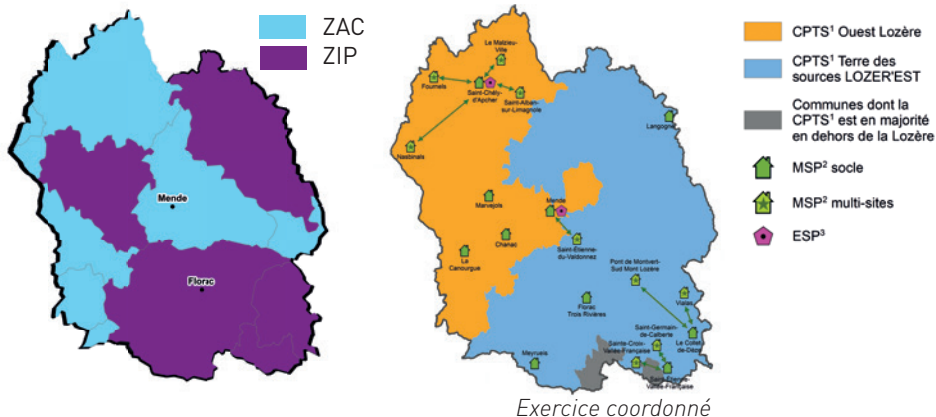 ZAC
ZIP
Mende
Florac
CPTS¹ Ouest Lozère
CPTS¹ Terre des
sources LOZER'EST
Communes dont la
CPTS¹ est en majorité
en dehors de la Lozère
MSP² socle
MSP² multi-sites
ESP³
Le Malzieu-
Ville
Fournels
Saint-Chély-
d'Apcher
Saint-Alban-
sur-Limagnole
Nasbinals
Langogne
Marvejols
Mende
Chanac
Saint-Étienne-
du-Valdonnez
La
Canourgue
Pont de Montvert-
Sud Mont Lozère
Vialas
Florac
Trois Rivières
Saint-Germain-
de-Calberte
Le Collet-
de-Dèze
Sainte-Croix-
Vallée-Française
Meyrueis
Saint-Étienne-
Vallée-Française
Exercice coordonné